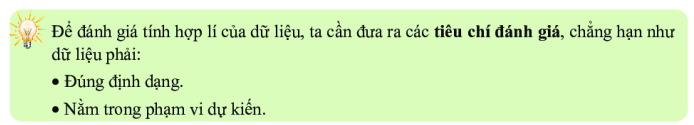 Để đánh giá tính hợp lí của dữ liệu, ta cần đưa ra các tiêu chí đánh giá, chẳng hạn như
dữ liệu phải:
• Đúng định dạng.
• Nằm trong phạm vi dự kiến.